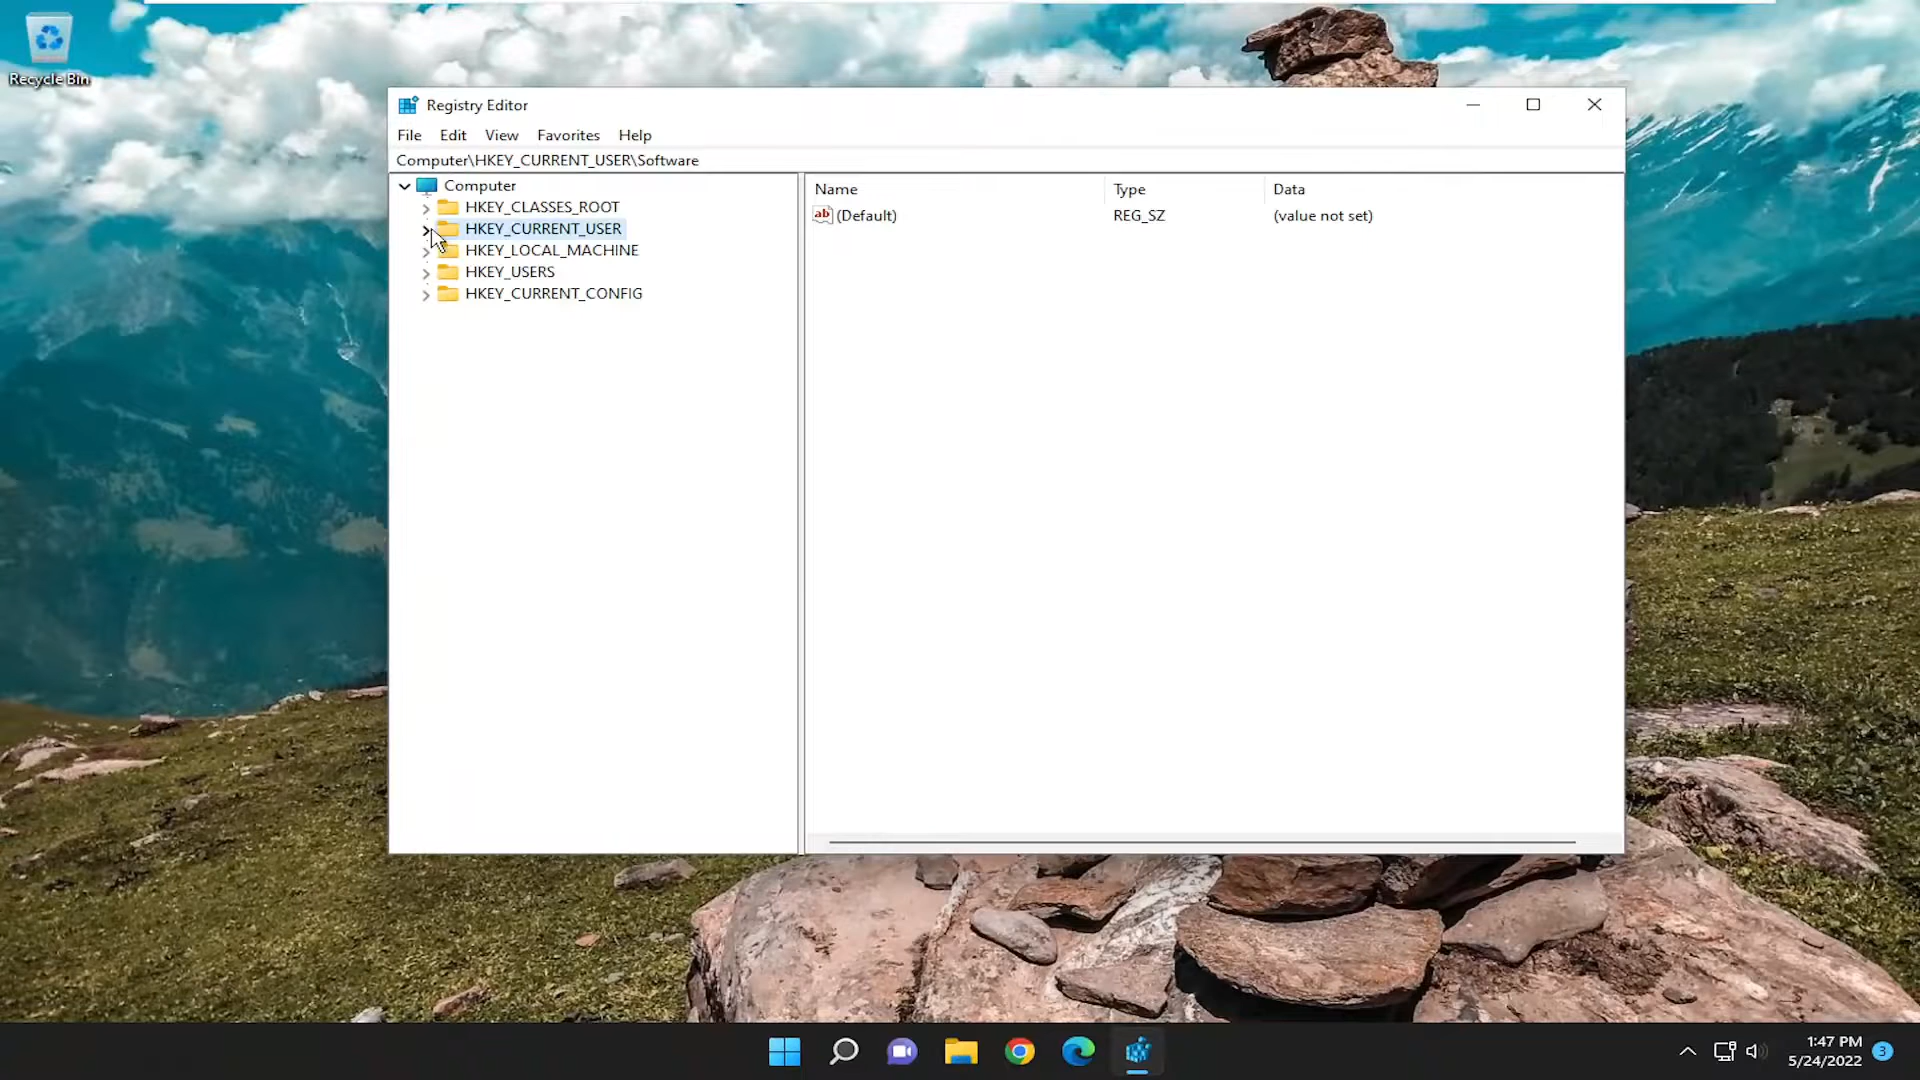 Recycle Bin
Registry Editor
File Edit View Favorites Help
Computer\HKEY_CURRENT_USER\Software
Computer
HKEY_CLASSES_ROOT
HKEY_CURRENT_USER
HKEY_LOCAL_MACHINE
HKEY_USERS
HKEY_CURRENT_CONFIG
Name Type Data
ab (Default) REG_SZ (value not set)
1:47 PM
5/24/2022
3